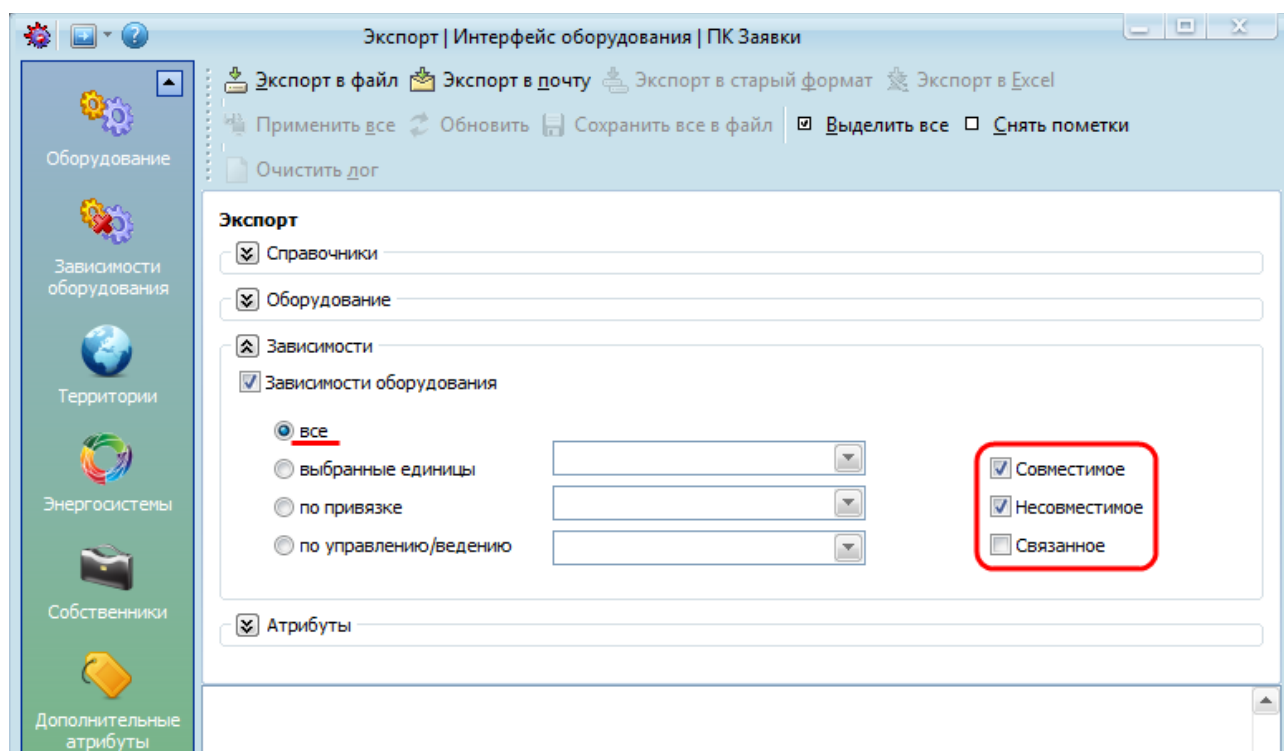 Экспорт | Интерфейс оборудования | ПК Заявки
Экспорт в файл Экспорт в почту Экспорт в старый формат Экспорт в Excel
Применить все Обновить Сохранить все в файл Выделить все Снять пометки
Очистить лог
Оборудование
Зависимости
оборудования
Территории
Энергосистемы
Собственники
Дополнительные
атрибуты
Экспорт
Справочники
Оборудование
Зависимости
Зависимости оборудования
все
выбранные единицы
по привязке
по управлению/ведению
Совместимое
Несовместимое
Связанное
Атрибуты